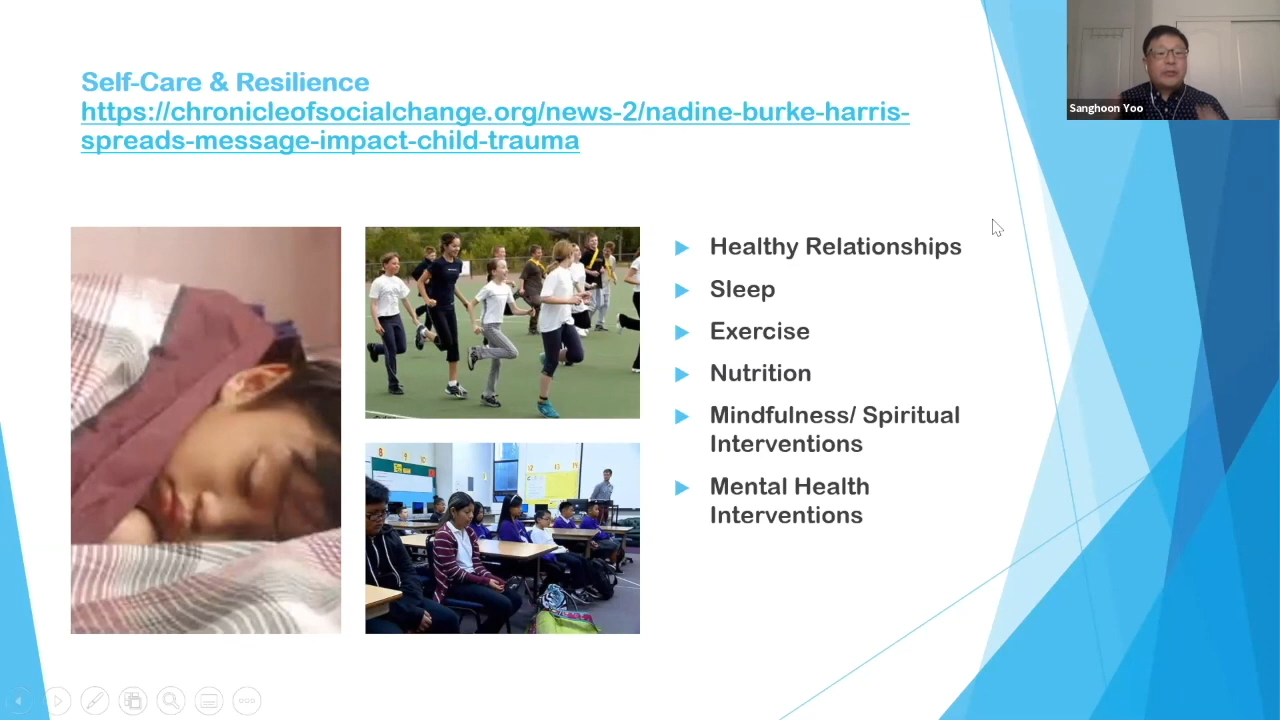 Self-Care & Resilience
https://chronicleofsocialchange.org/news-2/nadine-burke-harris-
spreads-message-impact-child-trauma
Sanghoon Yoo
Healthy Relationships
Sleep
Exercise
Nutrition
Mindfulness/ Spiritual
Interventions
Mental Health
Interventions